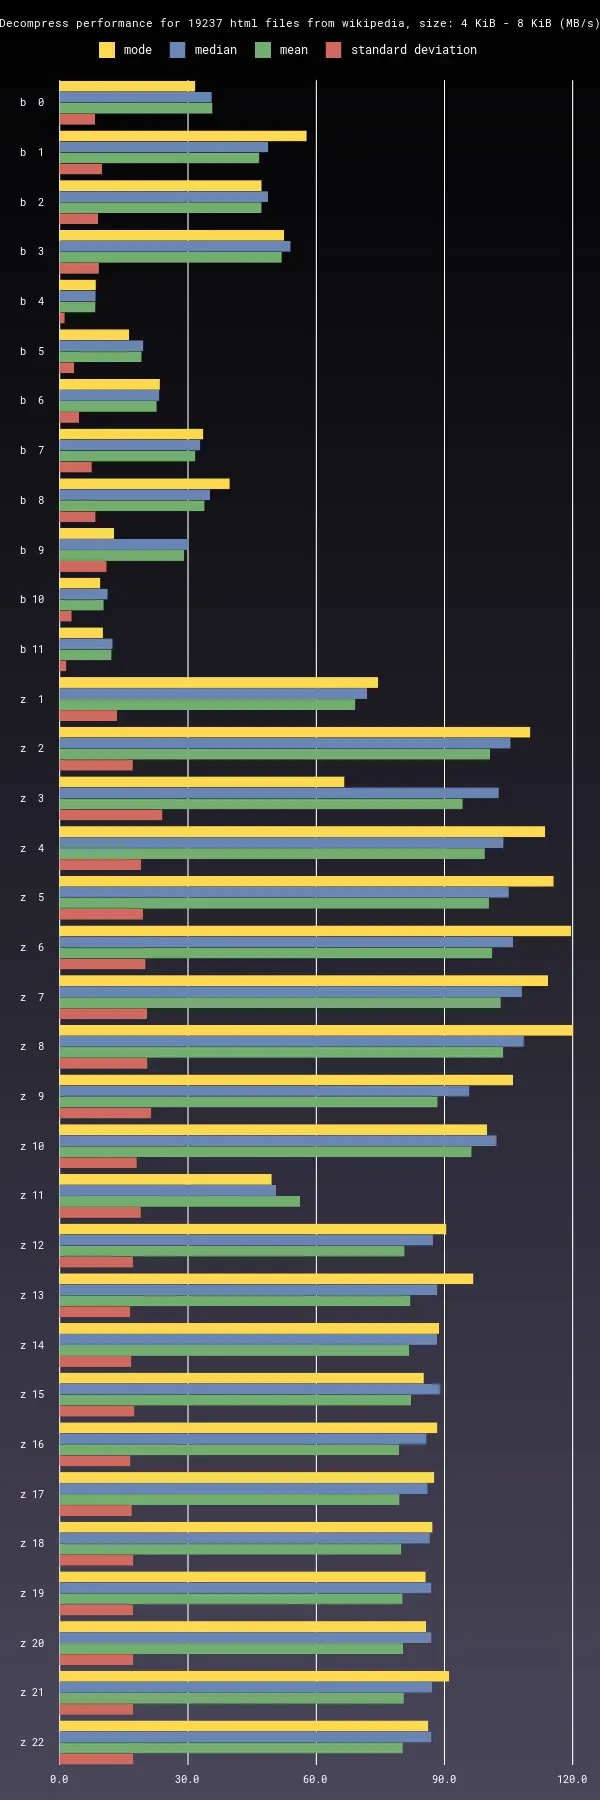 Decompress performance for 19237 html files from wikipedia, size: 4 KiB - 8 KiB (MB/s)
mode median mean standard deviation
b 0
b 1
b 2
b 3
b 4
b 5
b 6
b 7
b 8
b 9
b 10
b 11
z 1
z 2
z 3
z 4
z 5
z 6
z 7
z 8
z 9
z 10
z 11
z 12
z 13
z 14
z 15
z 16
z 17
z 18
z 19
z 20
z 21
z 22
0.0 30.0 60.0 90.0 120.0